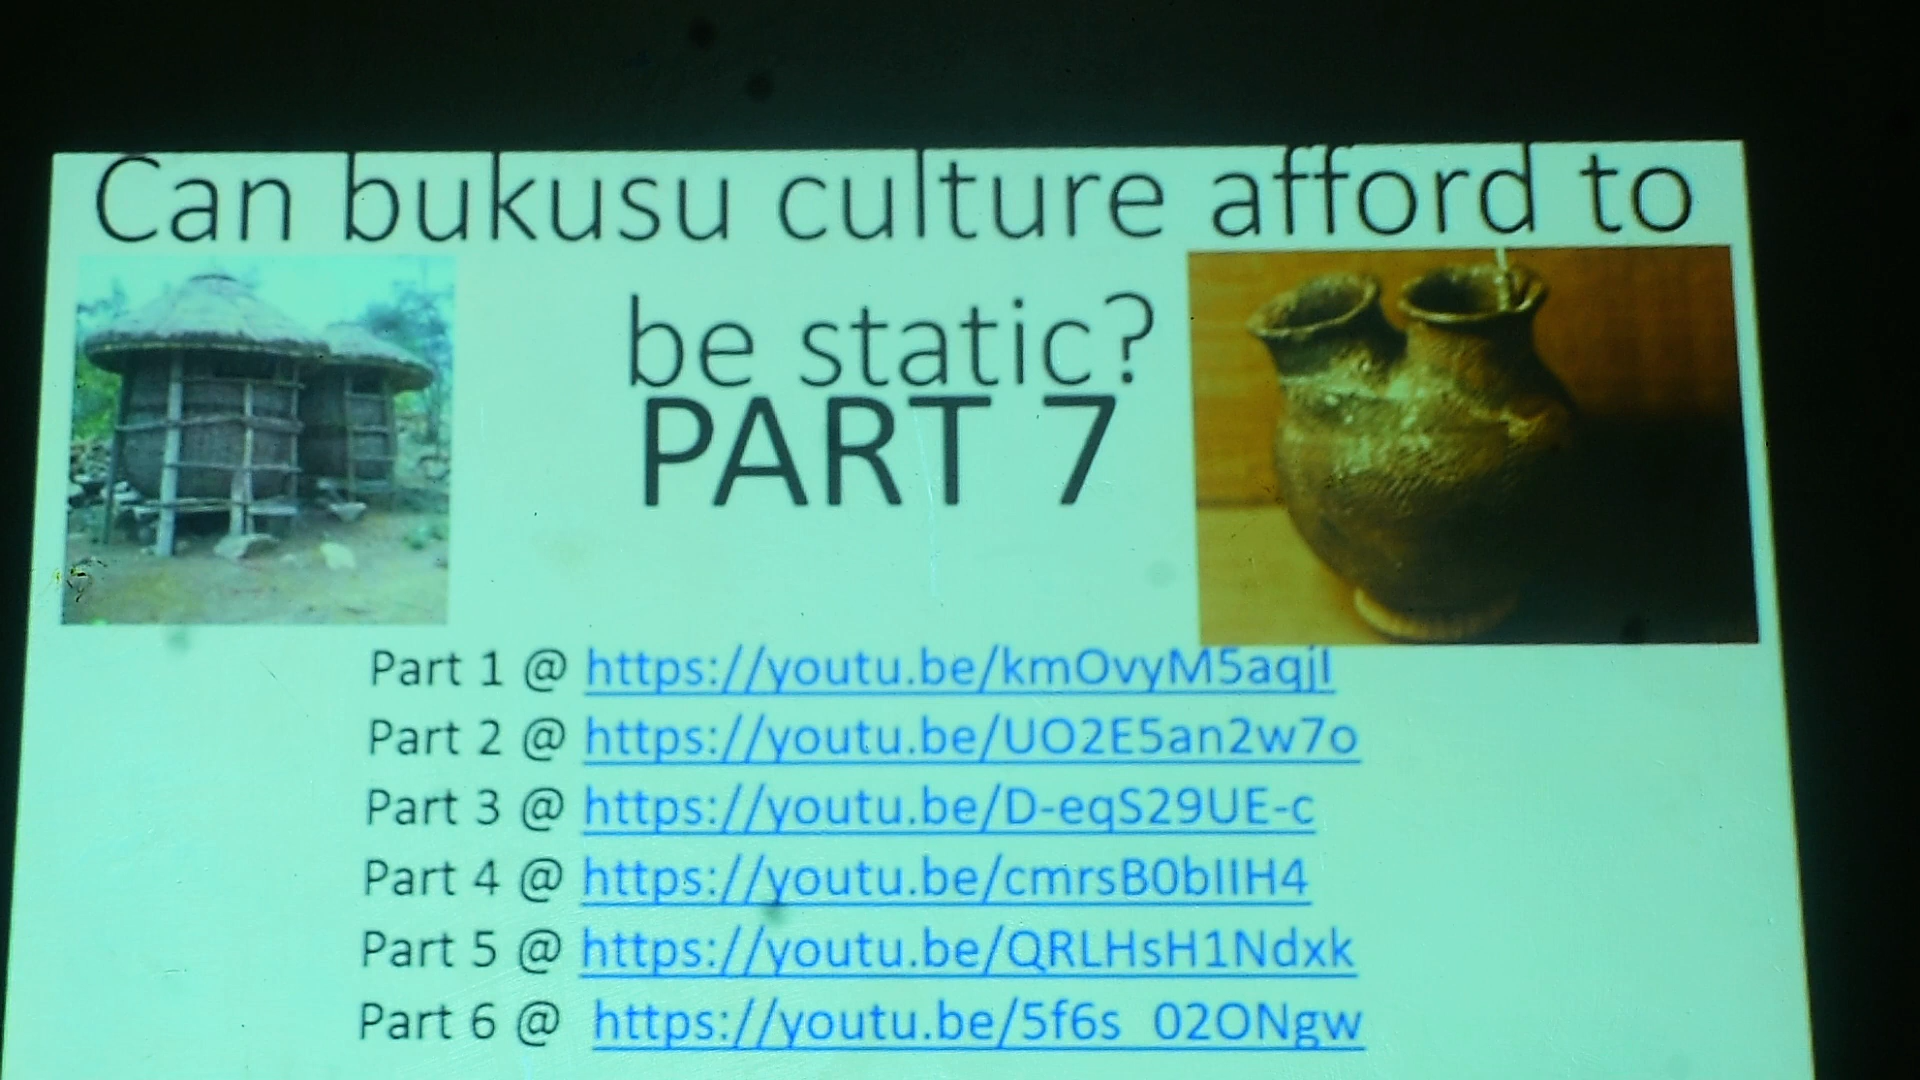 Can bukusu culture afford to
be static?
PART 7
Part 1 @ https://youtu.be/kmOvyM5aqjI
Part 2 @ https://youtu.be/UO2E5an2w7o
Part 3 @ https://youtu.be/D-eqS29UE-c
Part 4 @ https://youtu.be/cmrsB0bIIH4
Part 5 @ https://youtu.be/QRLHsH1Ndxk
Part 6 @ https://youtu.be/5f6s_02ONgw